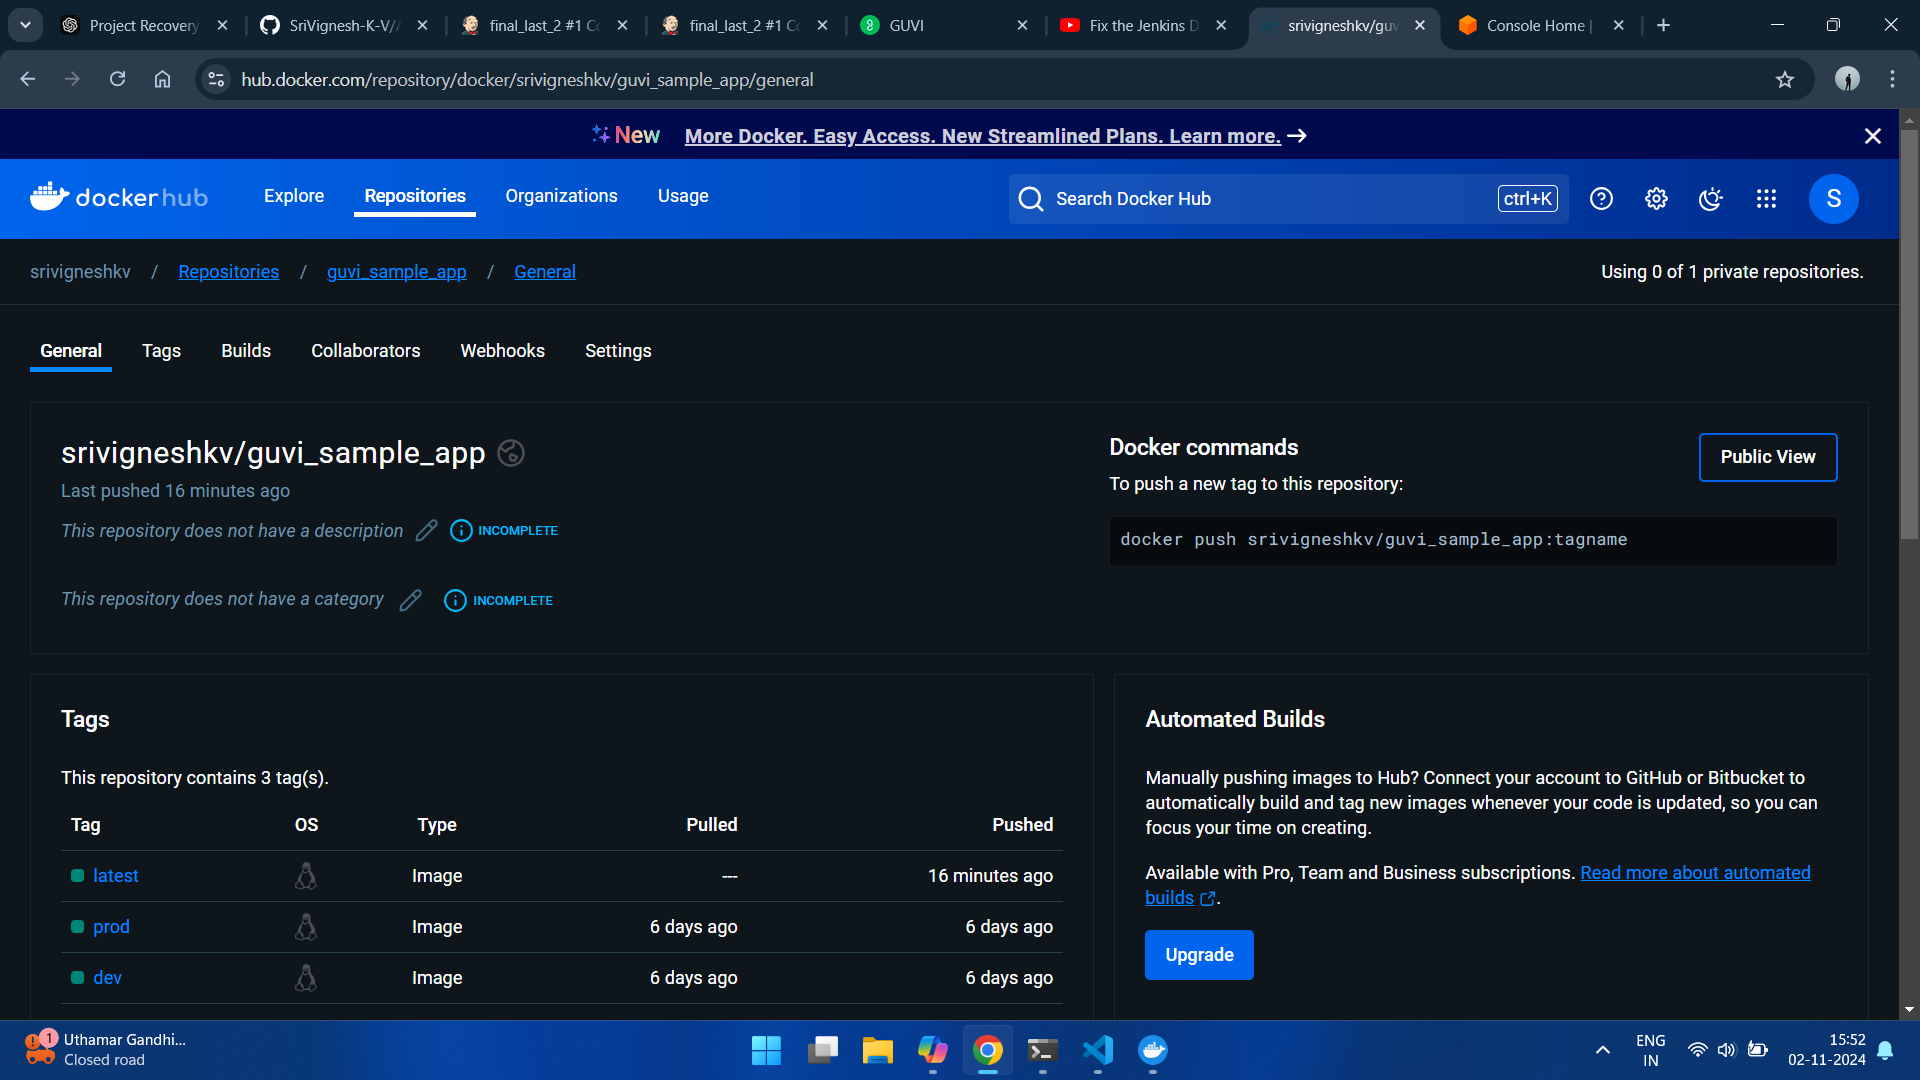 Project Recovery
SriVignesh-K-V/
final_last_2 #1 Co
final_last_2 #1 Co
GUVI
Fix the Jenkins D
srivigneshkv/guv
Console Home |
hub.docker.com/repository/docker/srivigneshkv/guvi_sample_app/general
New More Docker. Easy Access. New Streamlined Plans. Learn more. →
dockerhub
Explore
Repositories
Organizations
Usage
Search Docker Hub
ctrl+K
S
srivigneshkv / Repositories / guvi_sample_app / General
Using 0 of 1 private repositories.
General
Tags
Builds
Collaborators
Webhooks
Settings
srivigneshkv/guvi_sample_app
Last pushed 16 minutes ago
This repository does not have a description INCOMPLETE
This repository does not have a category INCOMPLETE
Docker commands
Public View
To push a new tag to this repository:
docker push srivigneshkv/guvi_sample_app:tagname
Tags
This repository contains 3 tag(s).
Tag OS Type Pulled Pushed
latest Image --- 16 minutes ago
prod Image 6 days ago 6 days ago
dev Image 6 days ago 6 days ago
Automated Builds
Manually pushing images to Hub? Connect your account to GitHub or Bitbucket to
automatically build and tag new images whenever your code is updated, so you can
focus your time on creating.
Available with Pro, Team and Business subscriptions. Read more about automated
builds.
Upgrade
1
Uthamar Gandhi...
Closed road
ENG
IN
15:52
02-11-2024